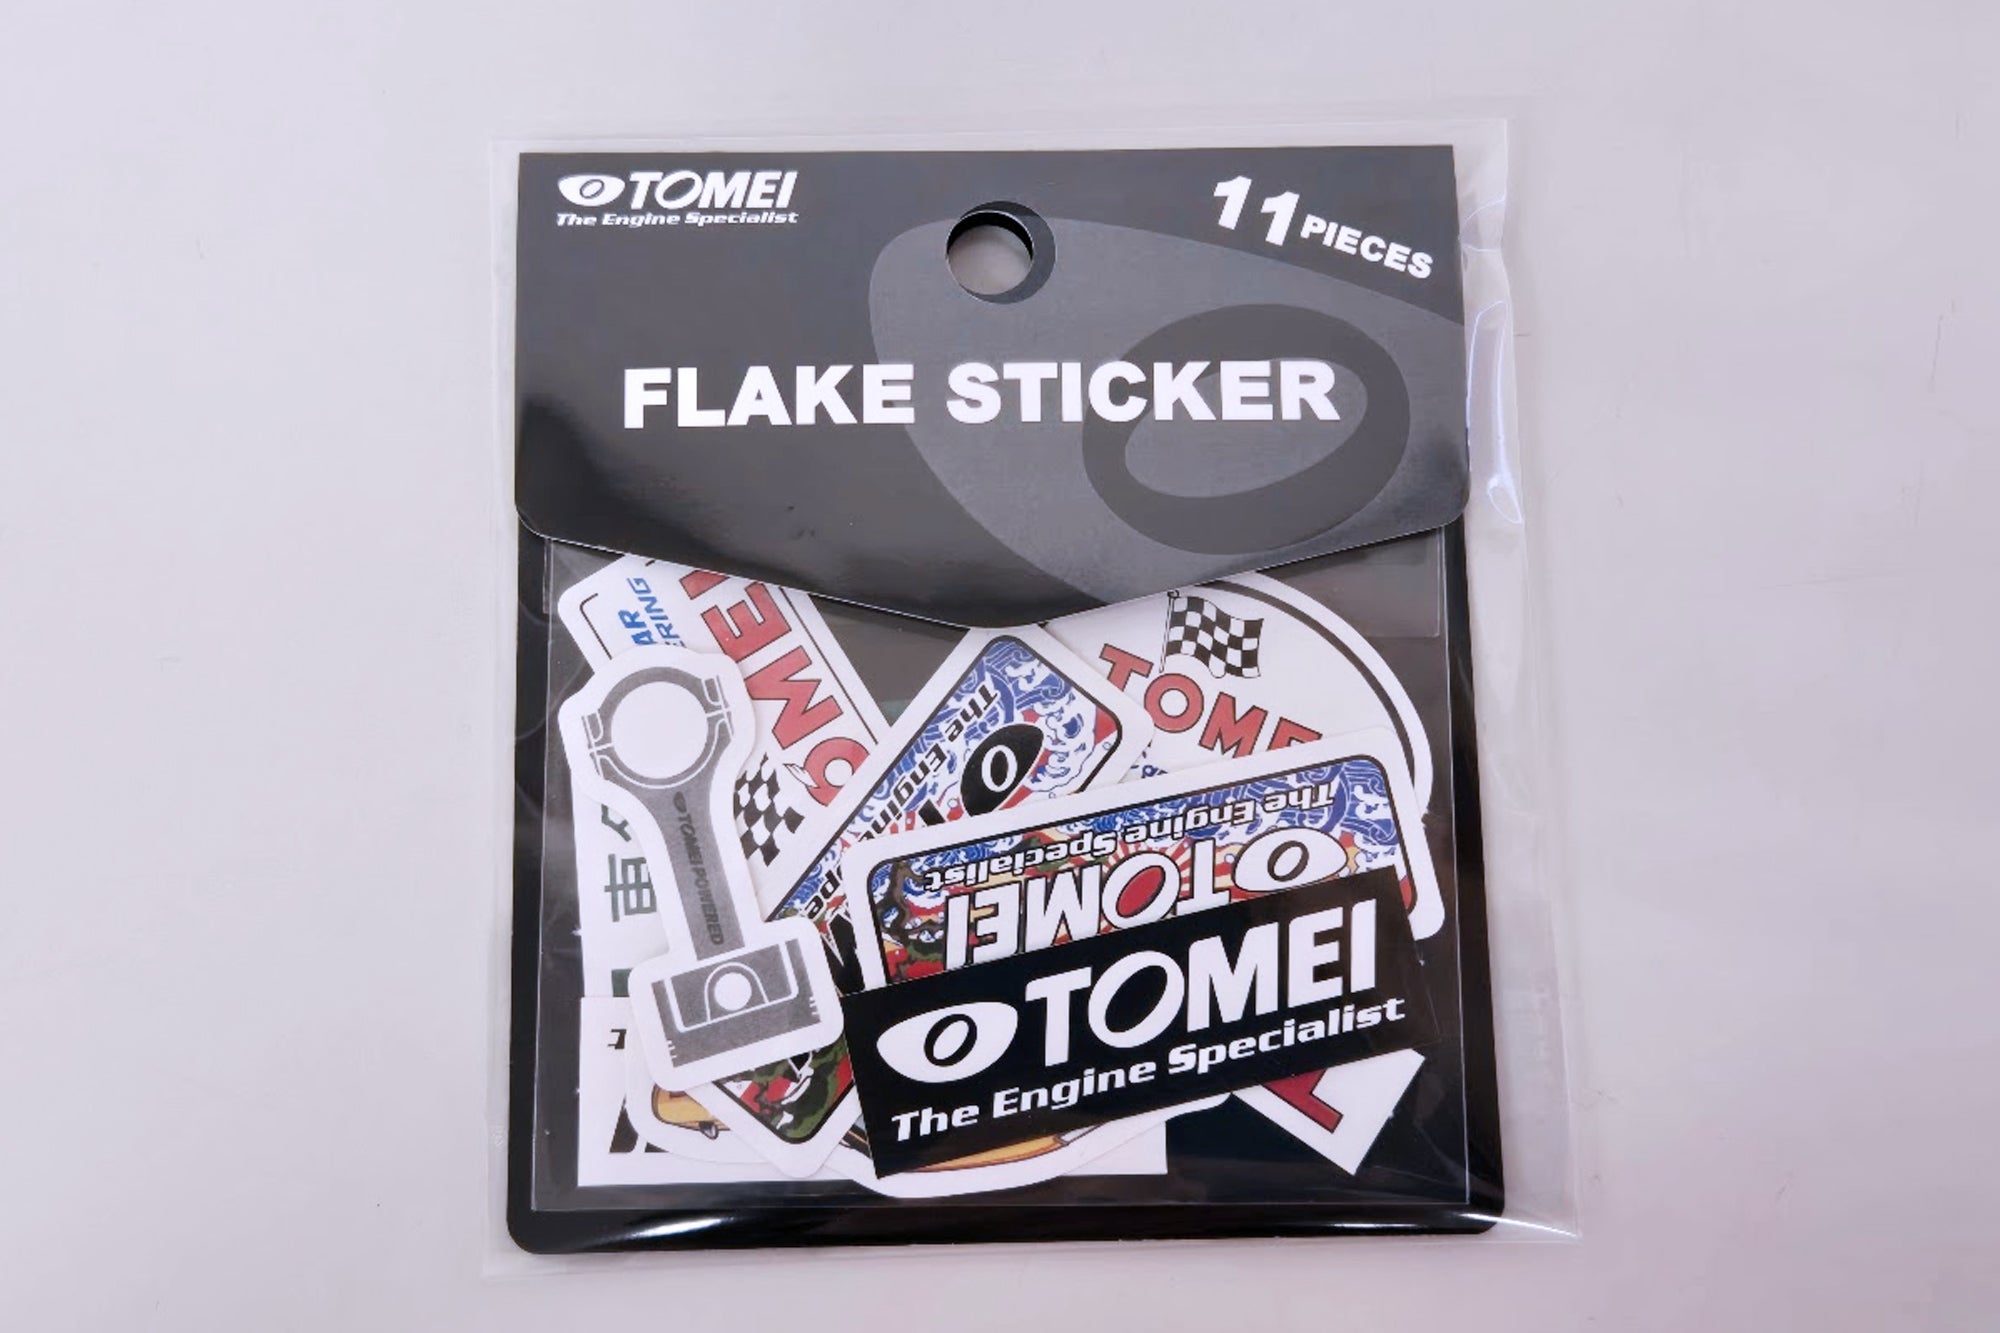 TOMEI
The Engine Specialist
11 PIECES
FLAKE STICKER
TOMEI
The Engine
TOMEI POWERED
The Engine Specialist
TOMEI
TOMEI
The Engine Specialist